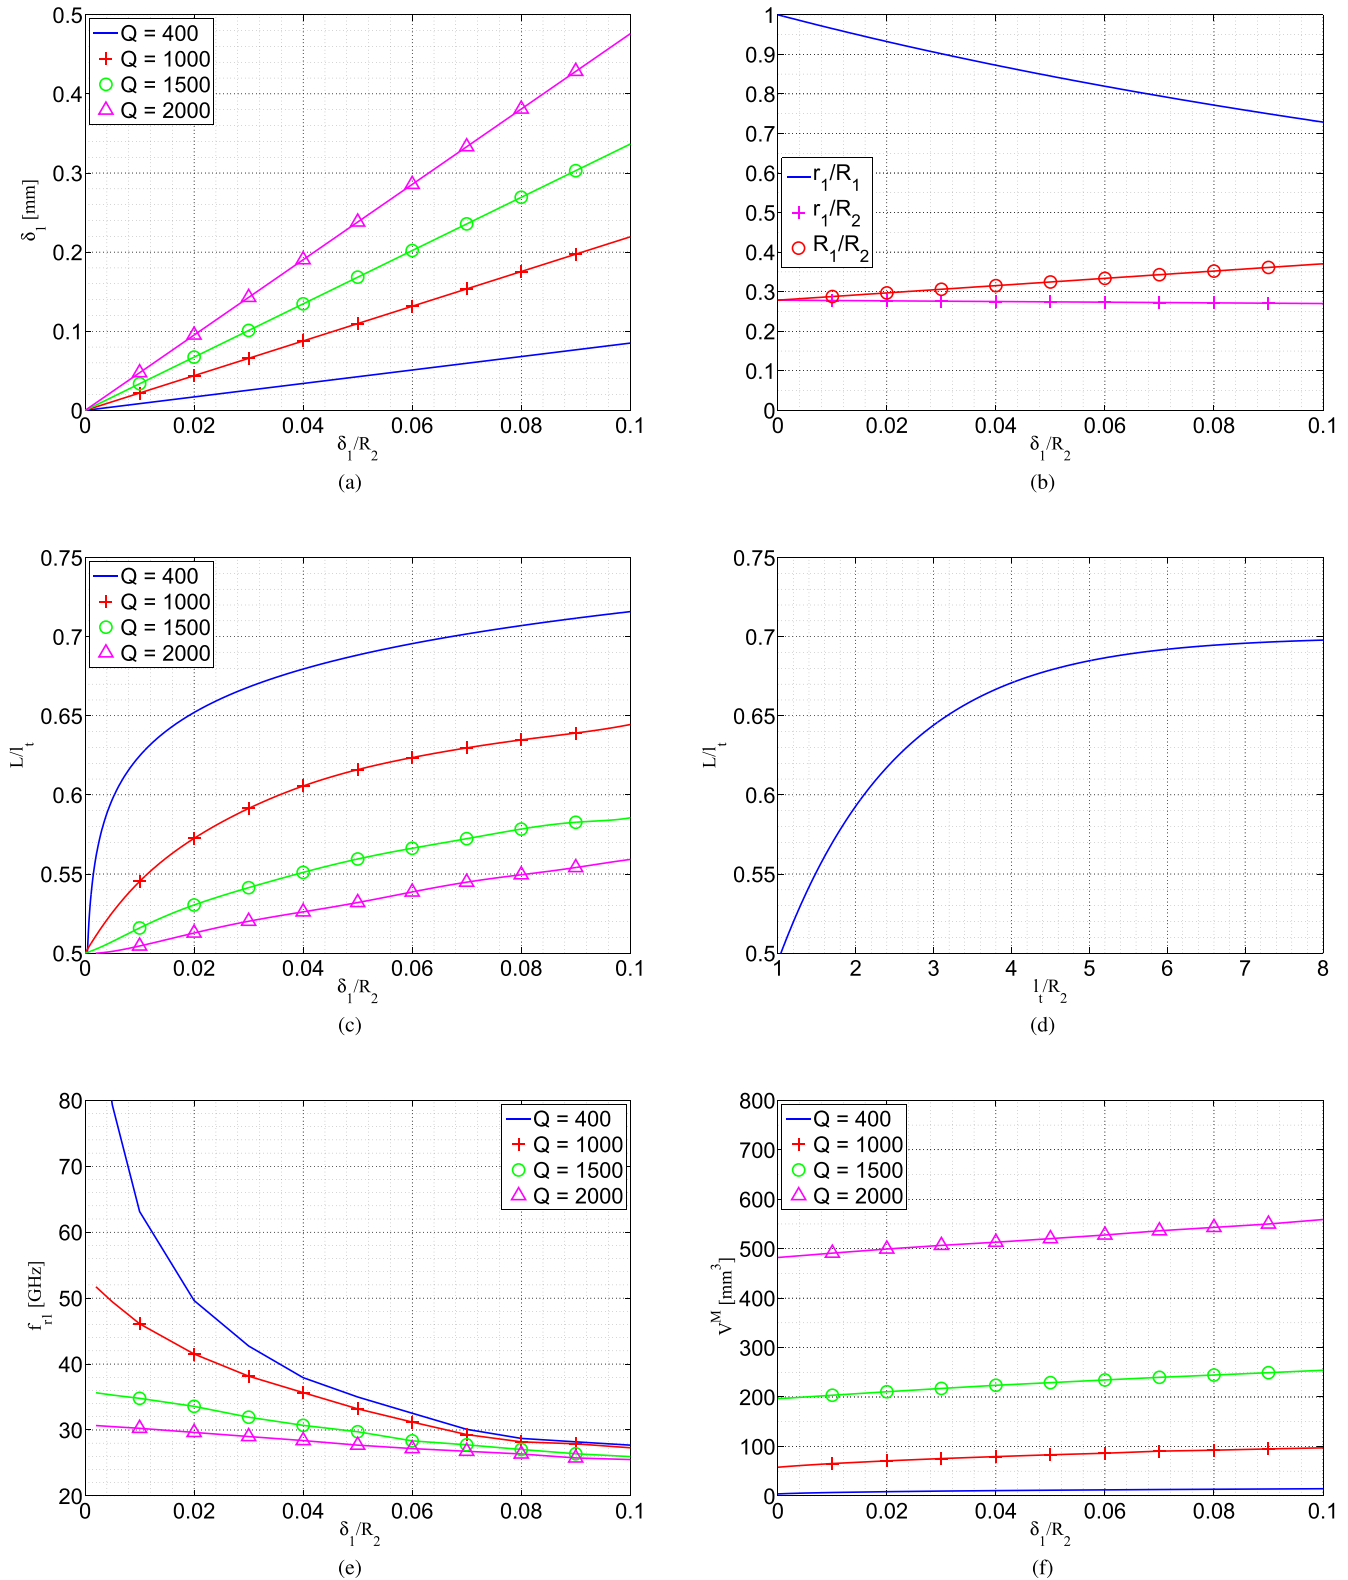 0.5
0.4
0.3
0.2
0.1
0
δ1 [mm]
Q = 400
Q = 1000
Q = 1500
Q = 2000
0 0.02 0.04 0.06 0.08 0.1
δ1/R2
(a)
1
0.9
0.8
0.7
0.6
0.5
0.4
0.3
0.2
0.1
0
r1/R1
r1/R2
R1/R2
0 0.02 0.04 0.06 0.08 0.1
δ1/R2
(b)
0.75
0.7
0.65
0.6
0.55
0.5
L/lt
Q = 400
Q = 1000
Q = 1500
Q = 2000
0 0.02 0.04 0.06 0.08 0.1
δ1/R2
(c)
0.75
0.7
0.65
0.6
0.55
0.5
L/lt
1 2 3 4 5 6 7 8
lt/R2
(d)
80
70
60
50
40
30
20
fr1 [GHz]
Q = 400
Q = 1000
Q = 1500
Q = 2000
0 0.02 0.04 0.06 0.08 0.1
δ1/R2
(e)
800
700
600
500
400
300
200
100
0
VM [mm3]
Q = 400
Q = 1000
Q = 1500
Q = 2000
0 0.02 0.04 0.06 0.08 0.1
δ1/R2
(f)